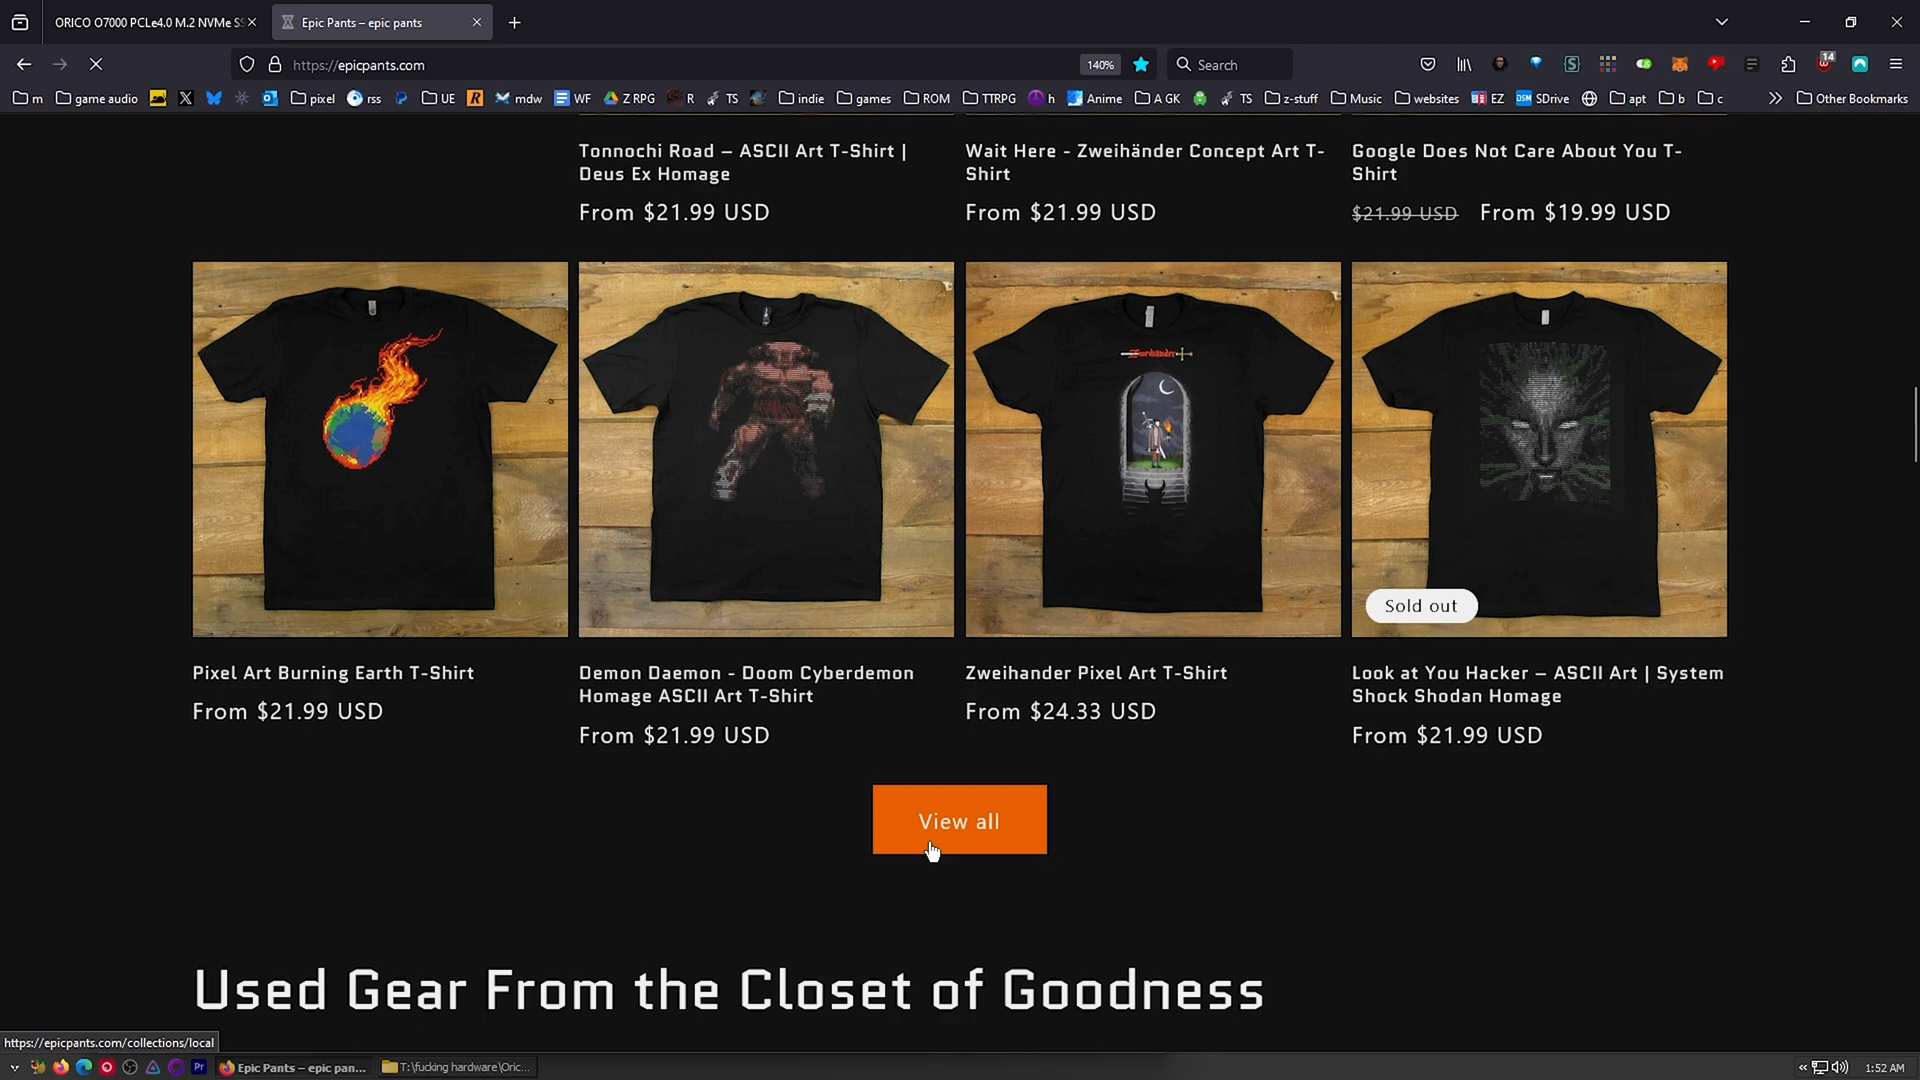 ORICO O7000 PCLe4.0 M.2 NVMe SS
Epic Pants – epic pants
https://epicpants.com
140%
Search
14
m
game audio
pixel
rss
UE
mdw
WF
Z RPG
R
TS
indie
games
ROM
TTRPG
h
Anime
A GK
TS
z-stuff
Music
websites
EZ
SDrive
apt
b
c
Other Bookmarks
Tonnochi Road – ASCII Art T-Shirt |
Deus Ex Homage
From $21.99 USD
Wait Here - Zweihänder Concept Art T-
Shirt
From $21.99 USD
Google Does Not Care About You T-
Shirt
$21.99 USD From $19.99 USD
Zweihänder
Sold out
Pixel Art Burning Earth T-Shirt
From $21.99 USD
Demon Daemon - Doom Cyberdemon
Homage ASCII Art T-Shirt
From $21.99 USD
Zweihander Pixel Art T-Shirt
From $24.33 USD
Look at You Hacker – ASCII Art | System
Shock Shodan Homage
From $21.99 USD
View all
Used Gear From the Closet of Goodness
https://epicpants.com/collections/local
Epic Pants – epic pan...
T:\fucking hardware\Oric...
1:52 AM